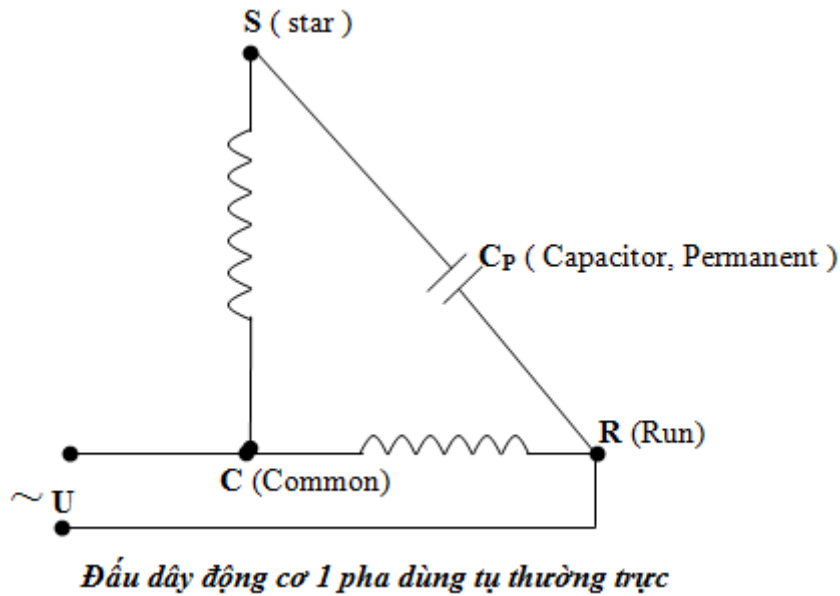 S ( star )
CP ( Capacitor, Permanent )
R (Run)
C (Common)
~ U
Đấu dây động cơ 1 pha dùng tụ thường trực